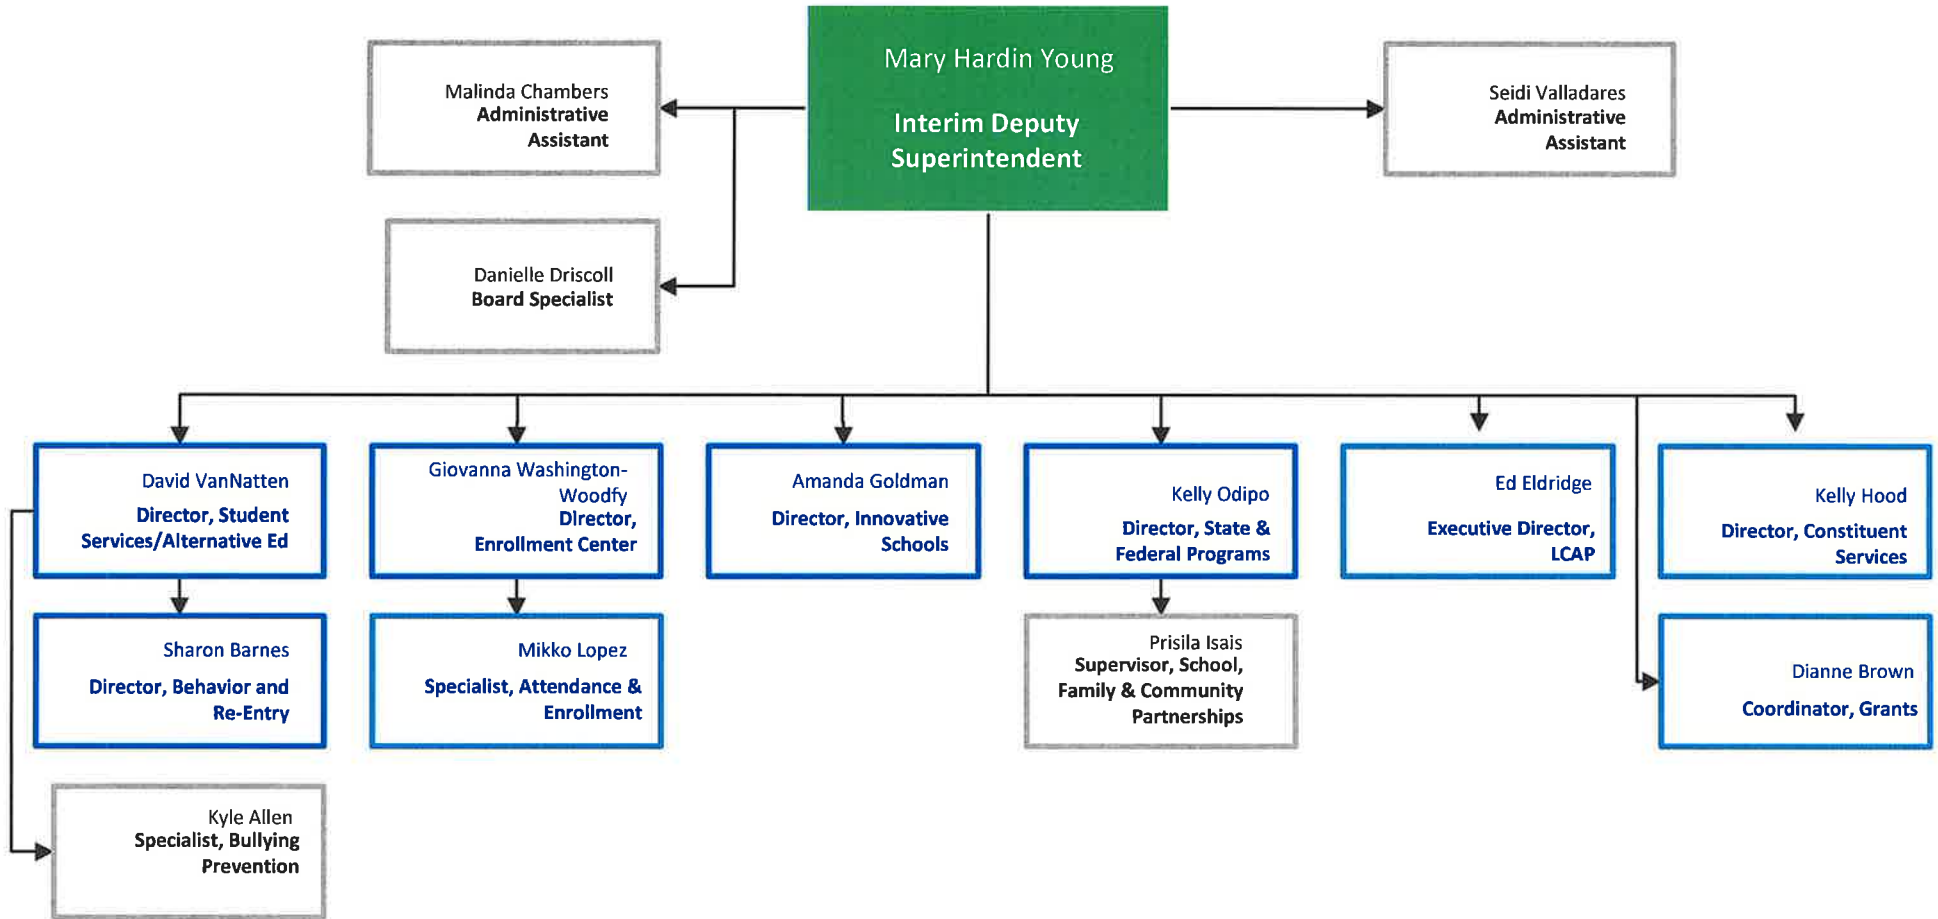 Mary Hardin Young
Interim Deputy
Superintendent
Malinda Chambers
Administrative
Assistant
Seidi Valladares
Administrative
Assistant
Danielle Driscoll
Board Specialist
David VanNatten
Director, Student
Services/Alternative Ed
Giovanna Washington-
Woodfy
Director,
Enrollment Center
Amanda Goldman
Director, Innovative
Schools
Kelly Odipo
Director, State &
Federal Programs
Ed Eldridge
Executive Director,
LCAP
Kelly Hood
Director, Constituent
Services
Sharon Barnes
Director, Behavior and
Re-Entry
Mikko Lopez
Specialist, Attendance &
Enrollment
Prisila Isais
Supervisor, School,
Family & Community
Partnerships
Dianne Brown
Coordinator, Grants
Kyle Allen
Specialist, Bullying
Prevention